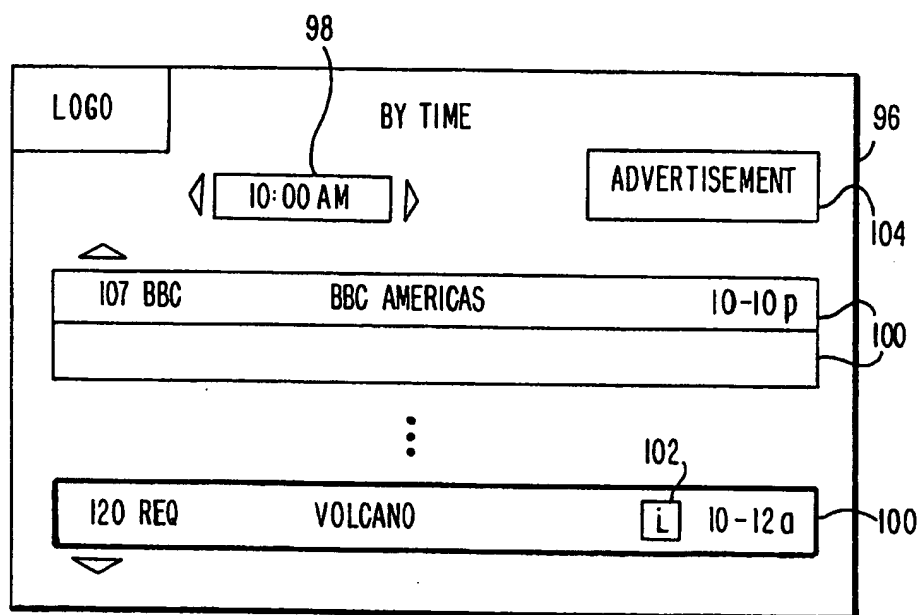 98
LOGO
BY TIME
96
10:00 AM
ADVERTISEMENT
104
107 BBC BBC AMERICAS 10-10 p
100
102
120 REQ VOLCANO i 10-12a
100